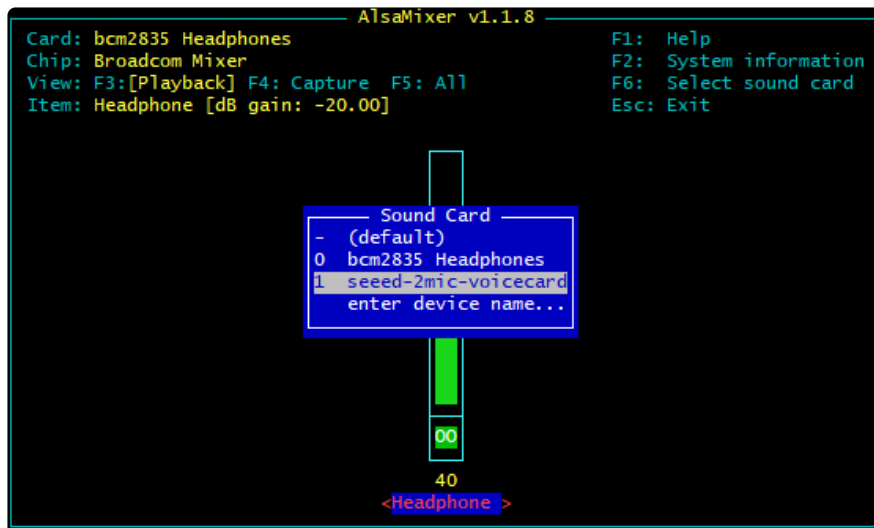 AlsaMixer v1.1.8
Card: bcm2835 Headphones F1: Help
Chip: Broadcom Mixer F2: System information
View: F3:[Playback] F4: Capture F5: All F6: Select sound card
Item: Headphone [dB gain: -20.00] Esc: Exit
Sound Card
- (default)
0 bcm2835 Headphones
1 seeed-2mic-voicecard
enter device name...
OO
40
<Headphone >